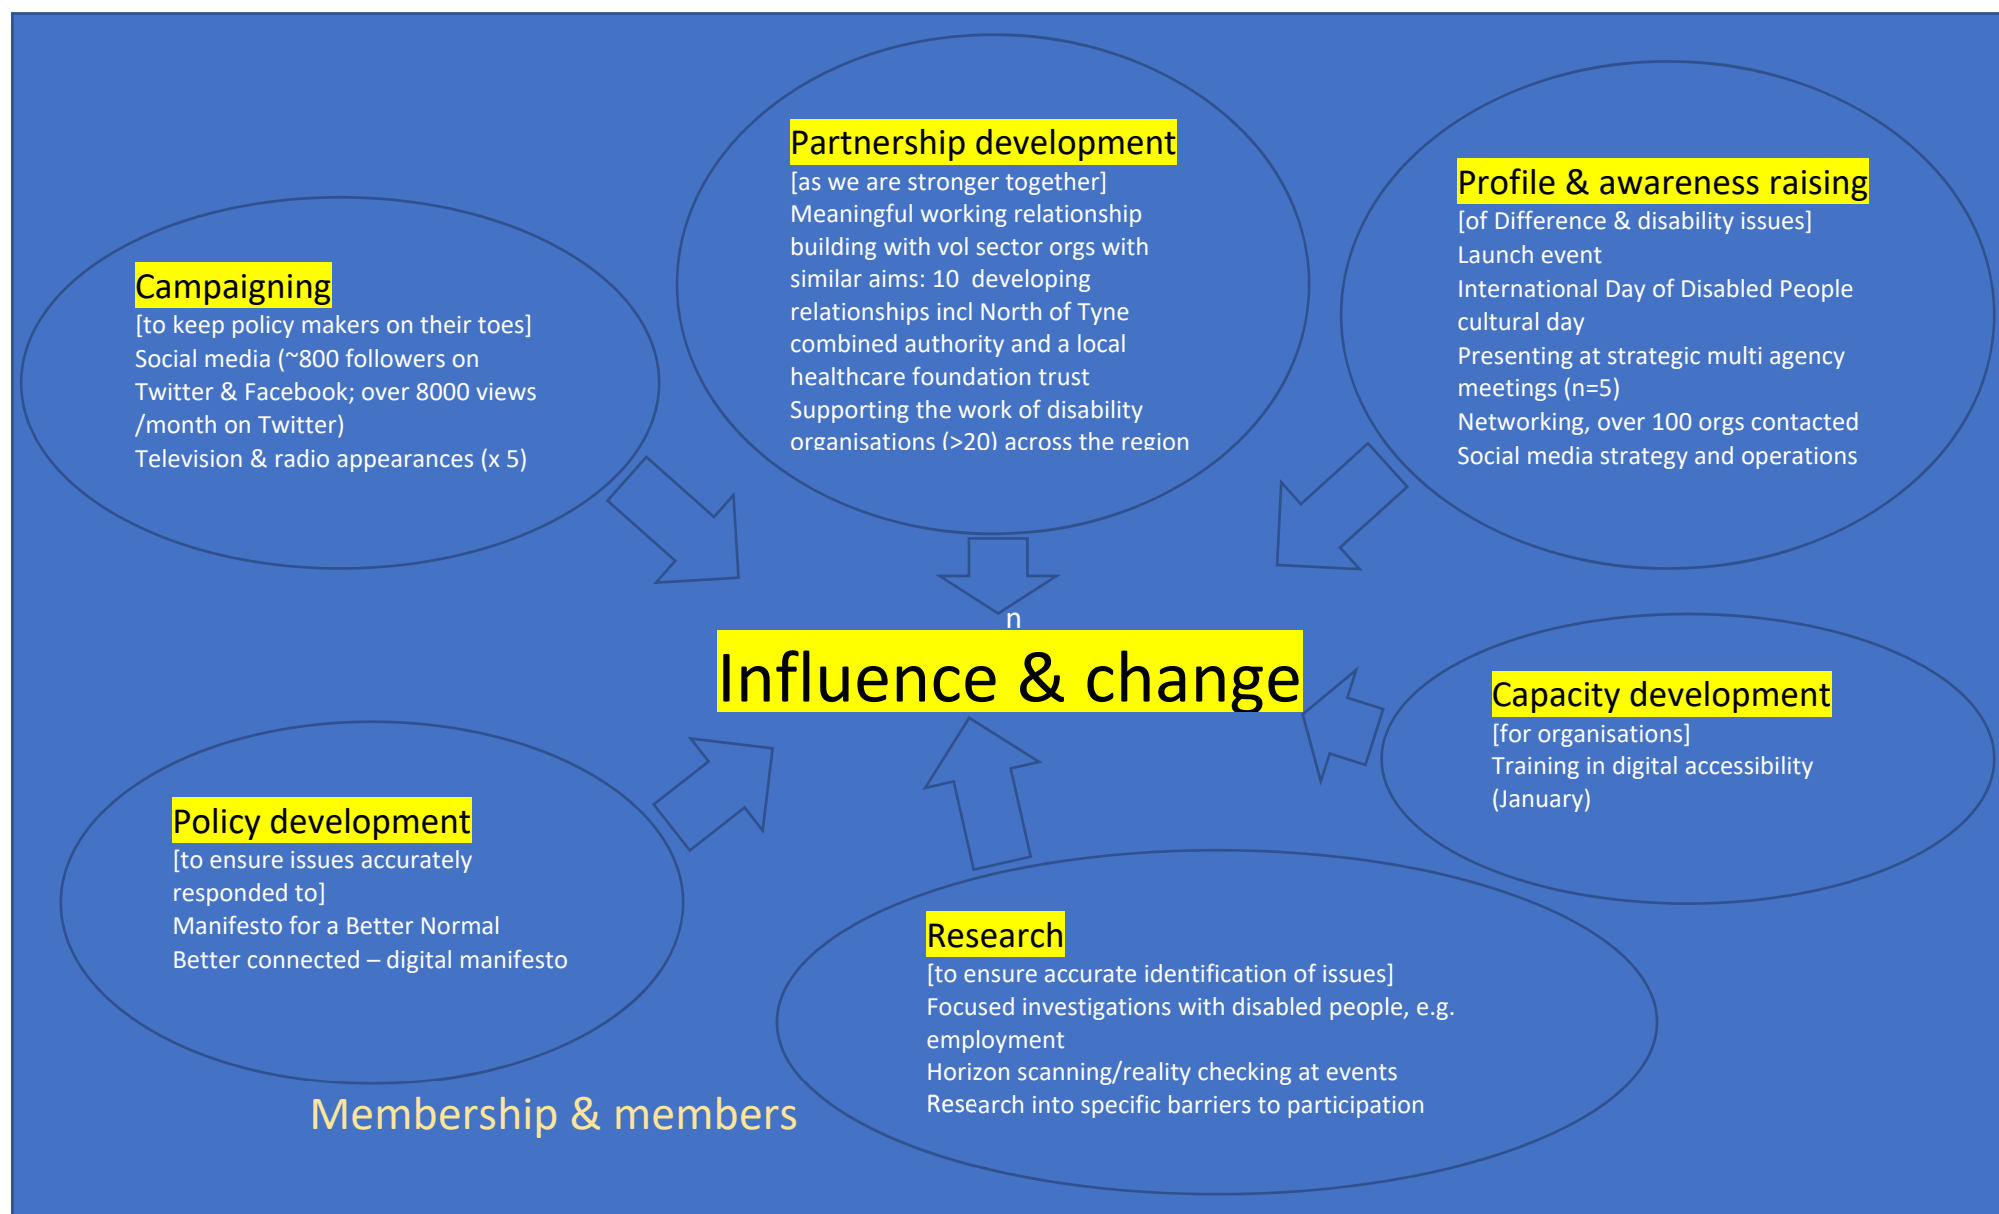 Partnership development
[as we are stronger together]
Meaningful working relationship
building with vol sector orgs with
similar aims: 10  developing
relationships incl North of Tyne
combined authority and a local
healthcare foundation trust
Supporting the work of disability
organisations (>20) across the region
Profile & awareness raising
[of Difference & disability issues]
Launch event
International Day of Disabled People
cultural day
Presenting at strategic multi agency
meetings (n=5)
Networking, over 100 orgs contacted
Social media strategy and operations
Campaigning
[to keep policy makers on their toes]
Social media (~800 followers on
Twitter & Facebook; over 8000 views
/month on Twitter)
Television & radio appearances (x 5)
n
Influence & change
Capacity development
[for organisations]
Training in digital accessibility
(January)
Policy development
[to ensure issues accurately
responded to]
Manifesto for a Better Normal
Better connected – digital manifesto
Research
[to ensure accurate identification of issues]
Focused investigations with disabled people, e.g.
employment
Horizon scanning/reality checking at events
Research into specific barriers to participation
Membership & members